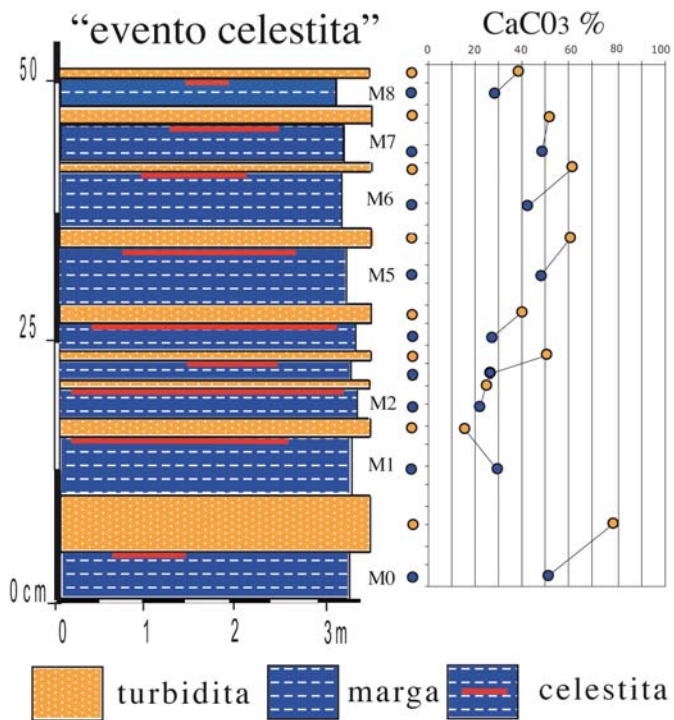 “evento celestita”
CaC03 %
0 20 40 60 80 100
50
M8
M7
M6
M5
25
M2
M1
0 cm
M0
0 1 2 3 m
turbidita marga celestita